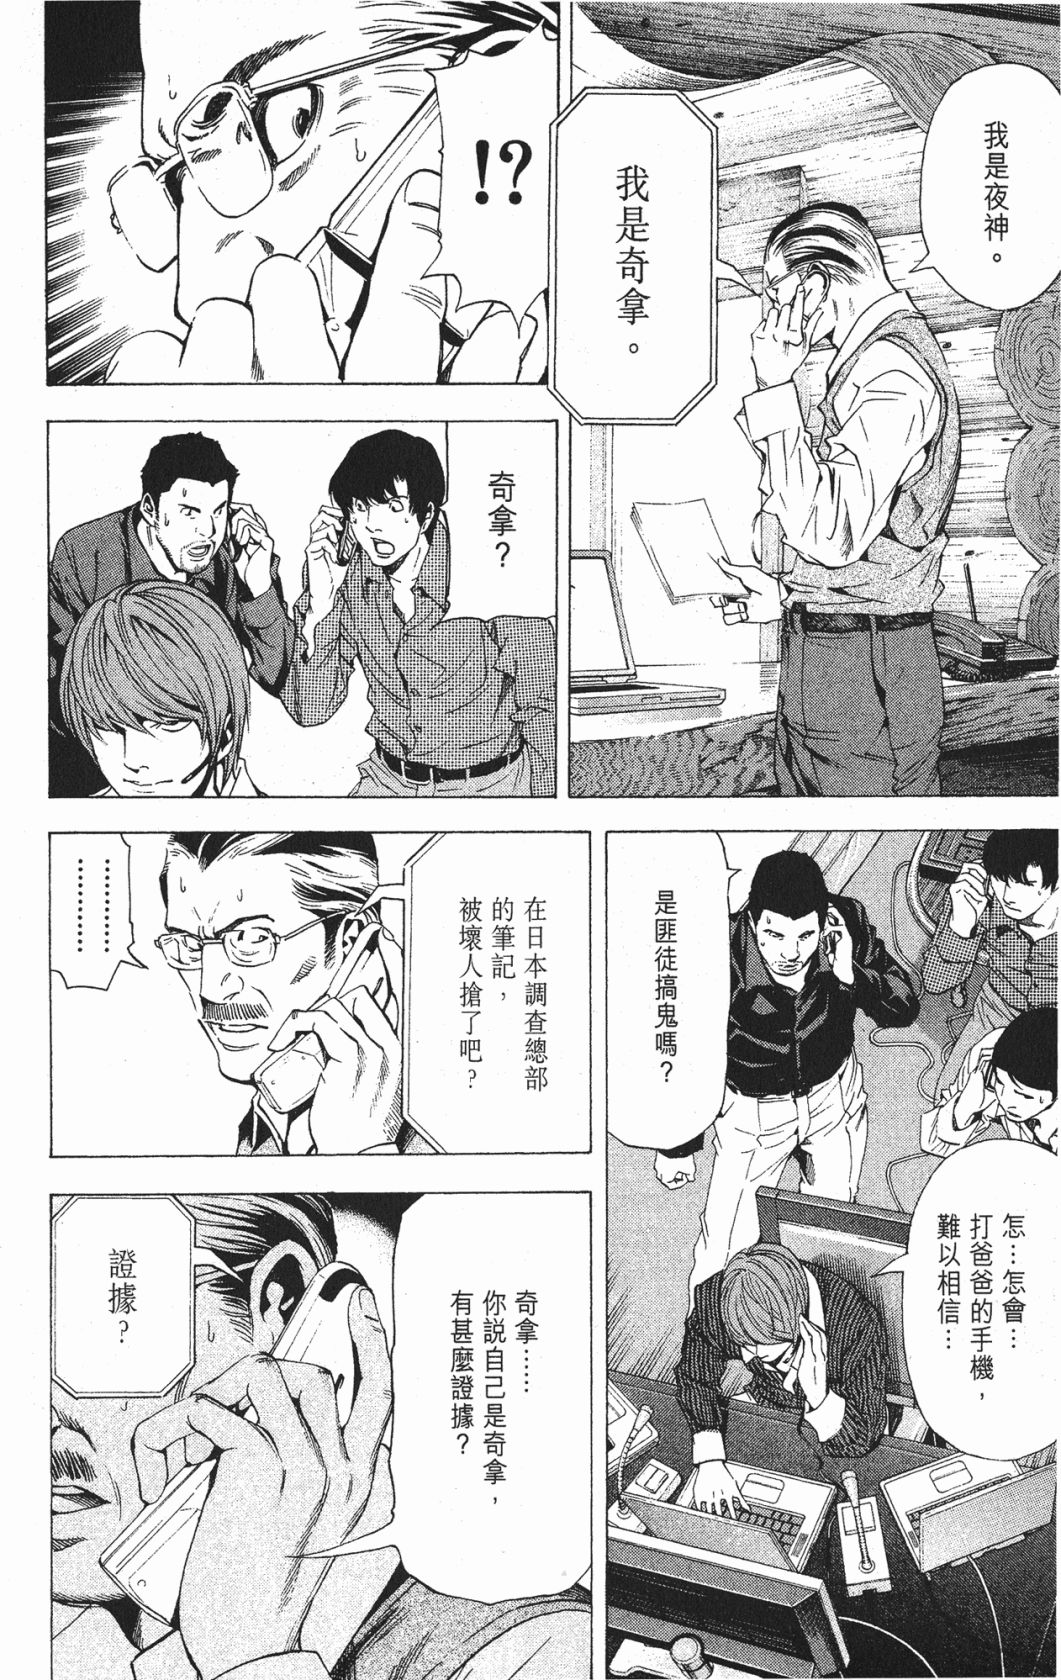 我是夜神。
我是奇拿。
!?
奇拿？
怎…怎會…
打爸爸的手機，
難以相信…
是匪徒搞鬼嗎？
在日本調查總部
的筆記，
被壞人搶了吧？
………
………
奇拿……
你說自己是奇拿，
有甚麼證據？
證據？